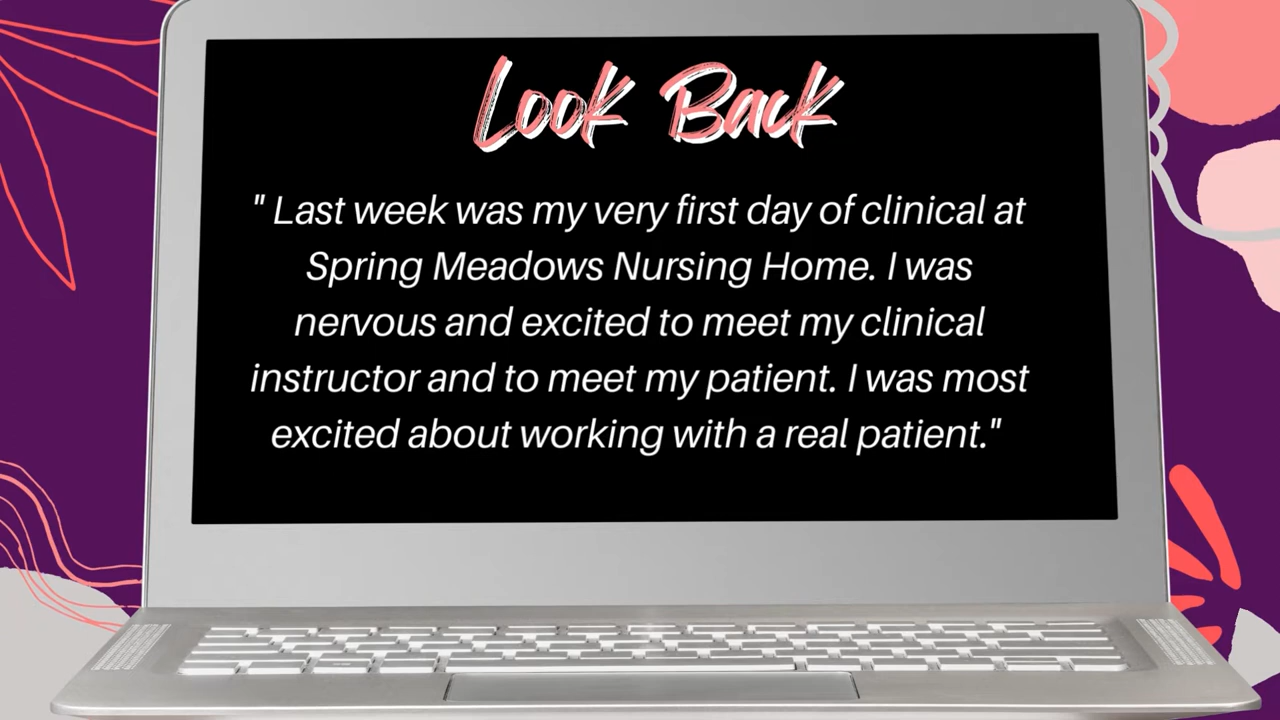 Look Back
" Last week was my very first day of clinical at
Spring Meadows Nursing Home. I was
nervous and excited to meet my clinical
instructor and to meet my patient. I was most
excited about working with a real patient."